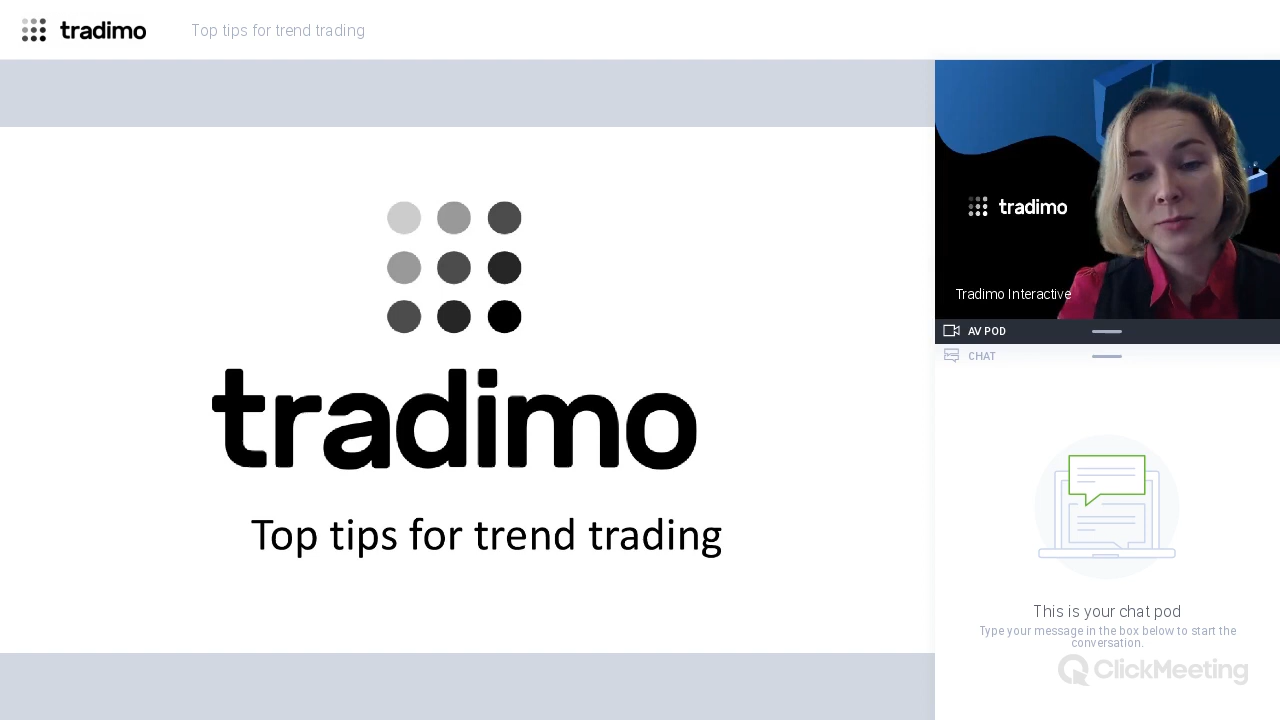 tradimo
Top tips for trend trading
tradimo
Top tips for trend trading
tradimo
Tradimo Interactive
AV POD
CHAT
This is your chat pod
Type your message in the box below to start the
conversation.
ClickMeeting